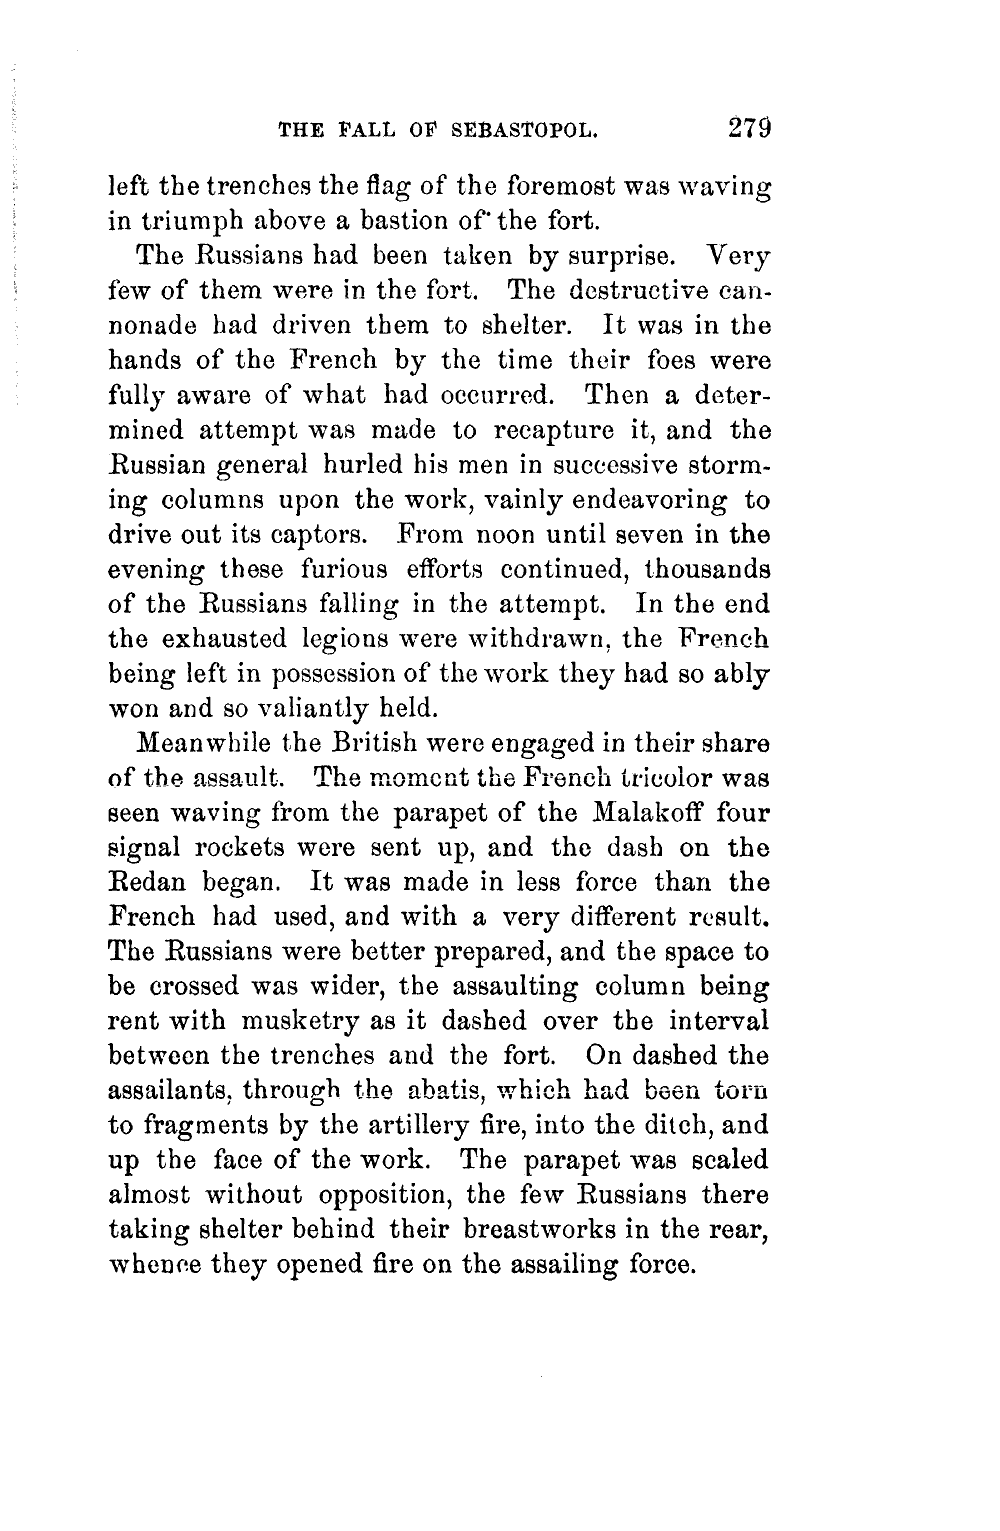 THE FALL OF SEBASTOPOL. 279
left the trenches the flag of the foremost was waving
in triumph above a bastion of the fort.
The Russians had been taken by surprise. Very
few of them were in the fort. The destructive can-
nonade had driven them to shelter. It was in the
hands of the French by the time their foes were
fully aware of what had occurred. Then a deter-
mined attempt was made to recapture it, and the
Russian general hurled his men in successive storm-
ing columns upon the work, vainly endeavoring to
drive out its captors. From noon until seven in the
evening these furious efforts continued, thousands
of the Russians falling in the attempt. In the end
the exhausted legions were withdrawn, the French
being left in possession of the work they had so ably
won and so valiantly held.
Meanwhile the British were engaged in their share
of the assault. The moment the French tricolor was
seen waving from the parapet of the Malakoff four
signal rockets were sent up, and the dash on the
Redan began. It was made in less force than the
French had used, and with a very different result.
The Russians were better prepared, and the space to
be crossed was wider, the assaulting column being
rent with musketry as it dashed over the interval
between the trenches and the fort. On dashed the
assailants, through the abatis, which had been torn
to fragments by the artillery fire, into the ditch, and
up the face of the work. The parapet was scaled
almost without opposition, the few Russians there
taking shelter behind their breastworks in the rear,
whence they opened fire on the assailing force.